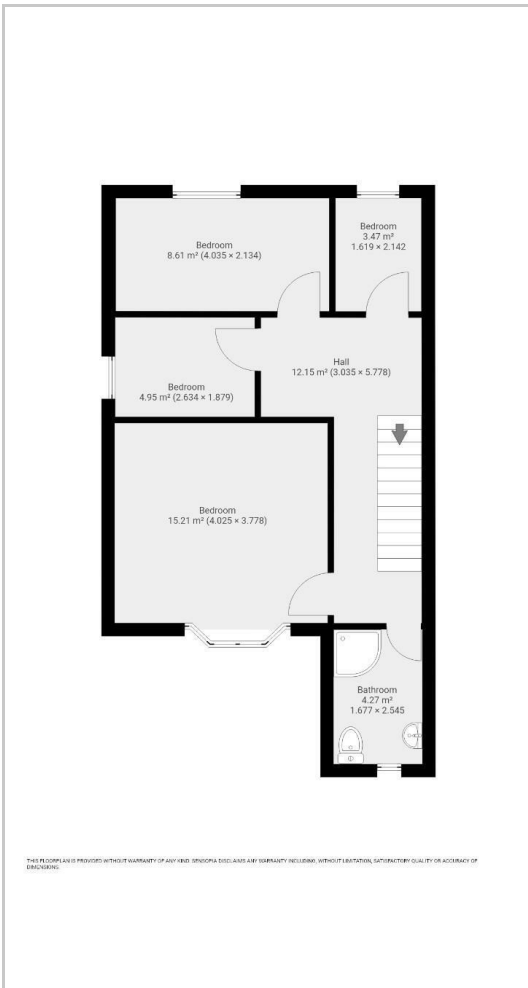 Bedroom
8.61 m² (4.035 × 2.134)
Bedroom
3.47 m²
1.619 × 2.142
Hall
12.15 m² (3.035 × 5.778)
Bedroom
4.95 m² (2.634 × 1.879)
Bedroom
15.21 m² (4.025 × 3.778)
Bathroom
4.27 m²
1.677 × 2.545
THIS FLOORPLAN IS PROVIDED WITHOUT WARRANTY OF ANY KIND. SENSOPIA DISCLAIMS ANY WARRANTY INCLUDING, WITHOUT LIMITATION, SATISFACTORY QUALITY OR ACCURACY OF
DIMENSIONS.